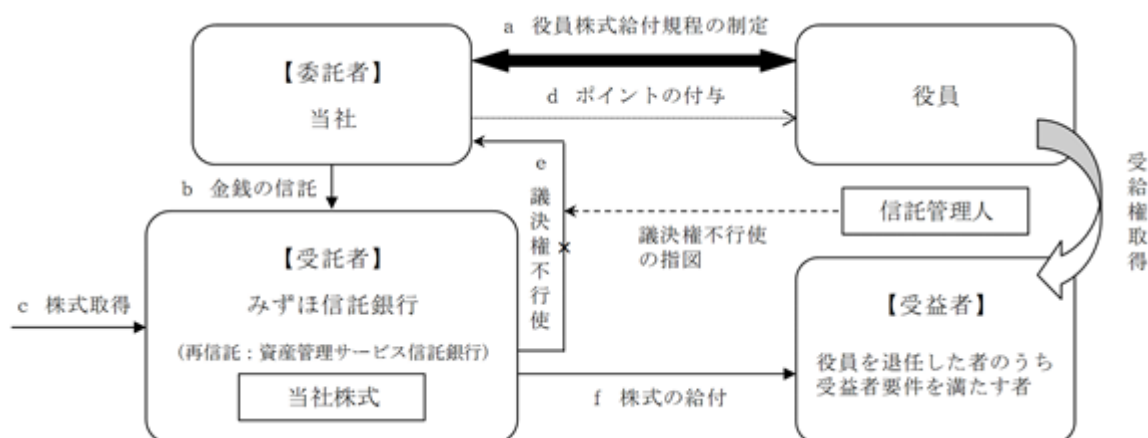 a 役員株式給付規程の制定
【委託者】
当社
d ポイントの付与
役員
b 金銭の信託
e 議決権不行使
議決権不行使
の指図
信託管理人
受給権取得
【受託者】
みずほ信託銀行
(再信託：資産管理サービス信託銀行)
当社株式
c 株式取得
f 株式の給付
【受益者】
役員を退任した者のうち
受益者要件を満たす者